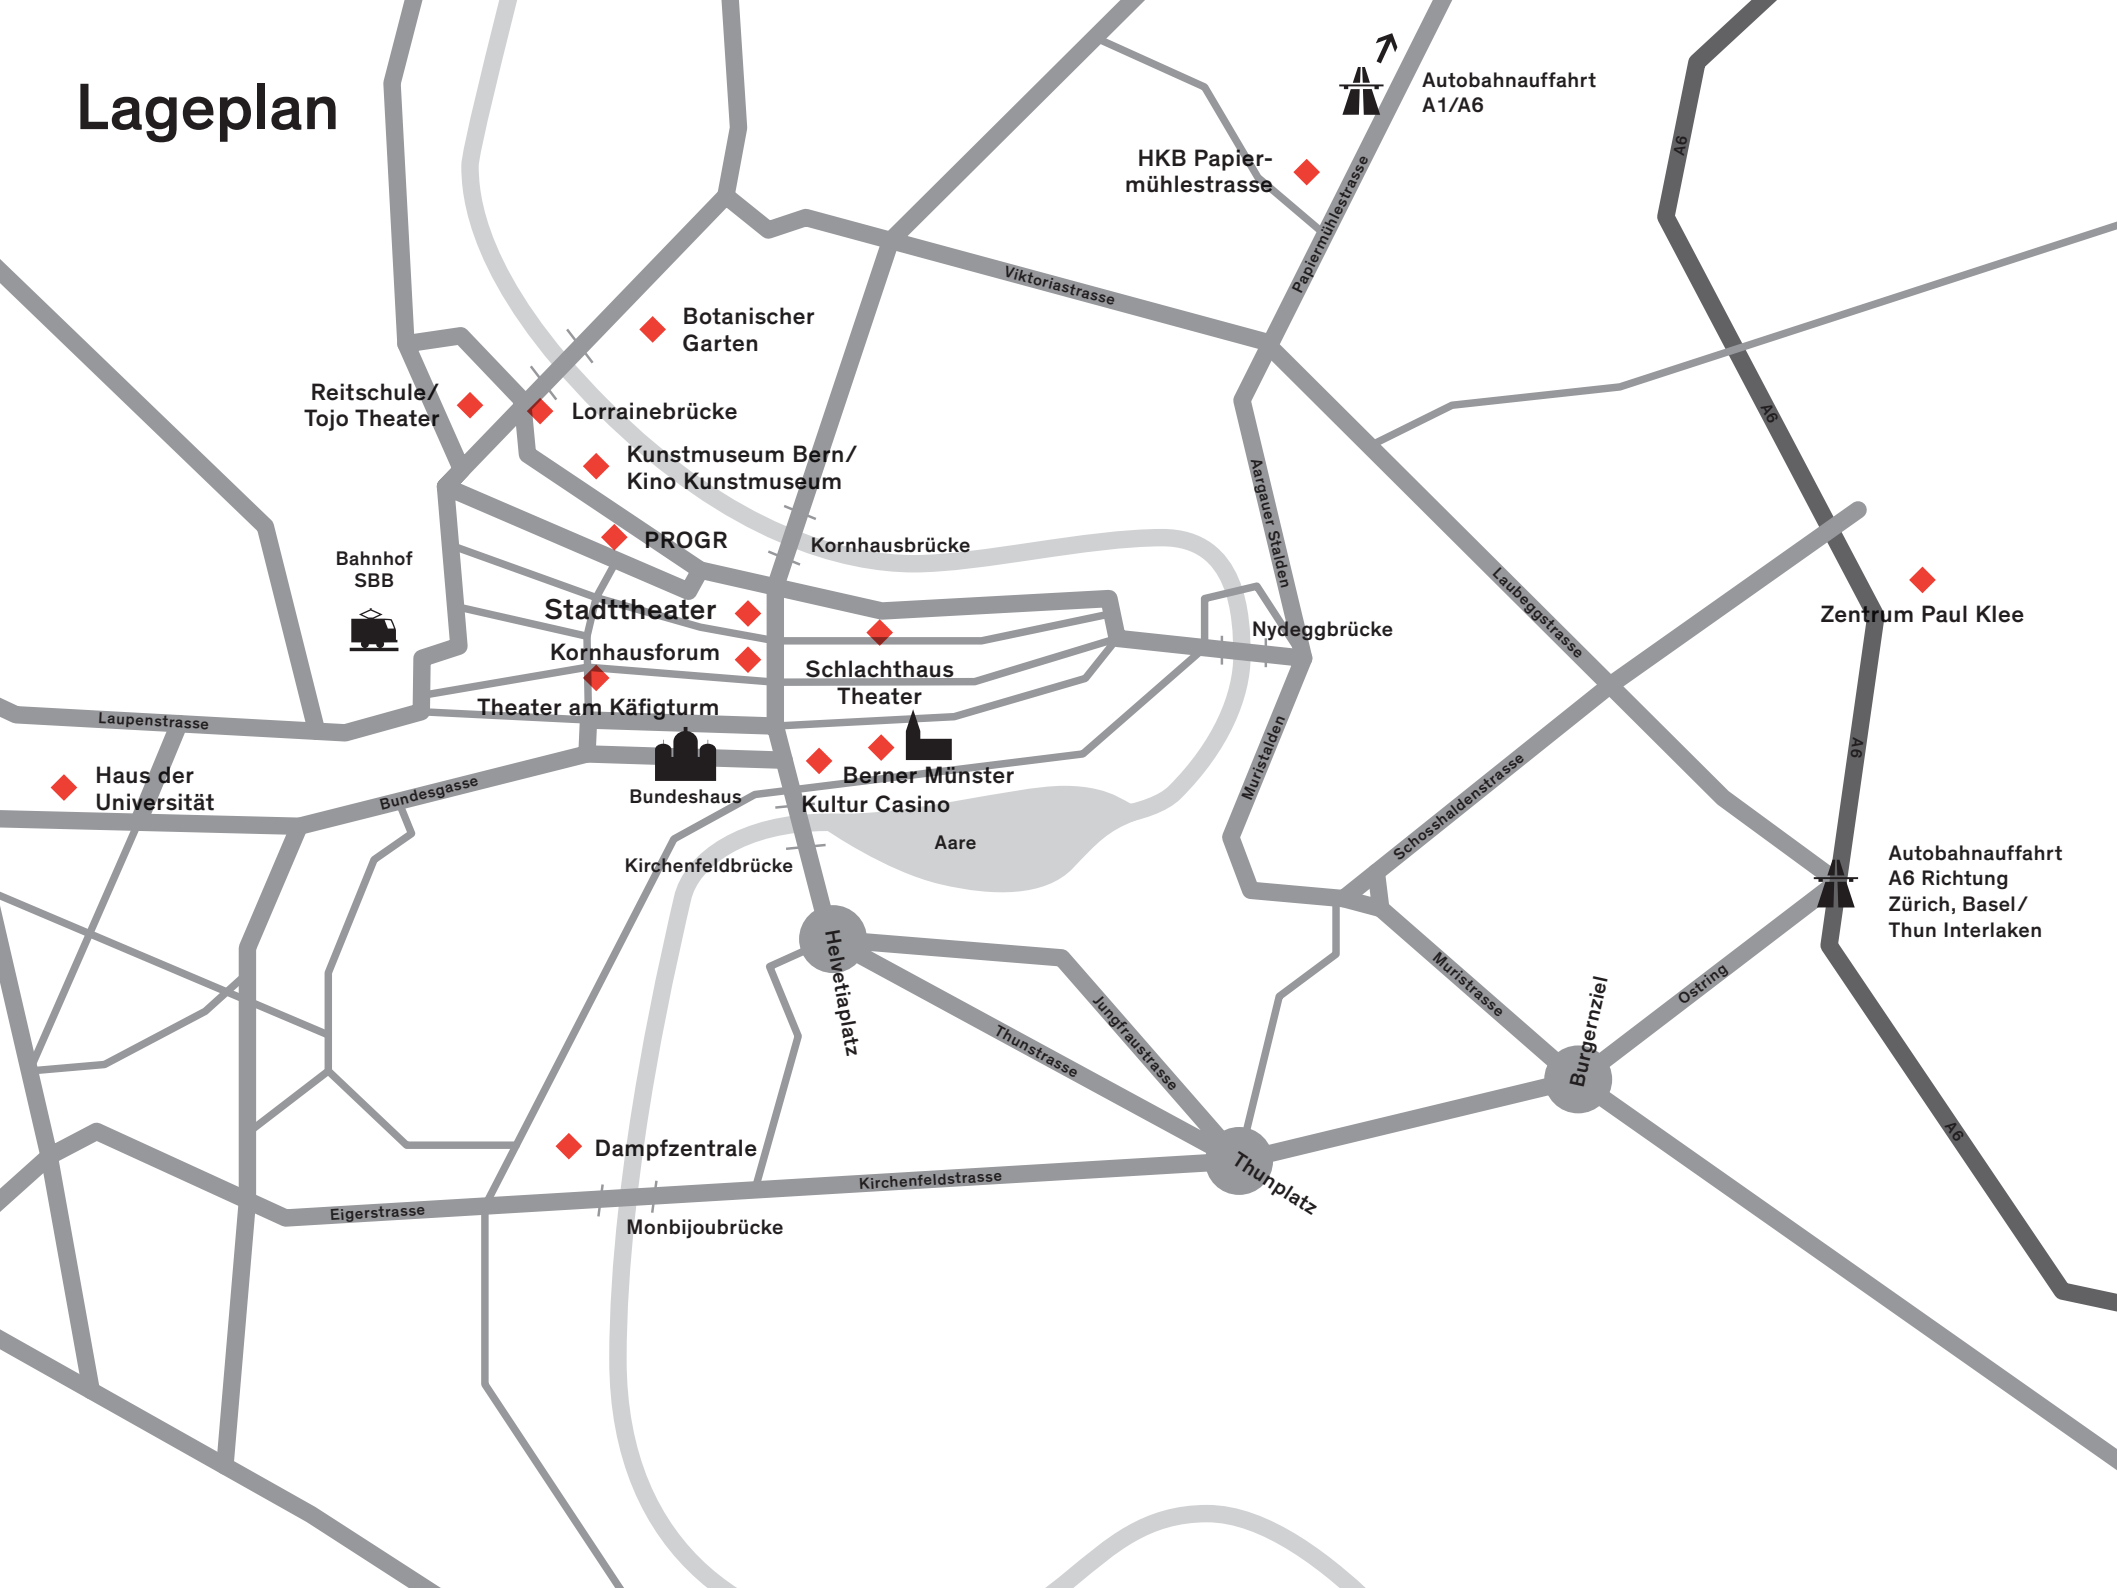 Lageplan
Autobahnauffahrt
A1/A6
HKB Papier-
mühlestrasse
Papiermühlestrasse
A6
Viktoriastrasse
Botanischer
Garten
Reitschule/
Tojo Theater
Lorrainebrücke
A6
Kunstmuseum Bern/
Kino Kunstmuseum
Aargauer Stalden
PROGR
Kornhausbrücke
Bahnhof
SBB
Stadttheater
Laubeggstrasse
Zentrum Paul Klee
Nydeggbrücke
Kornhausforum
Schlachthaus
Theater
Theater am Käfigturm
Laupenstrasse
A6
Muristalden
Haus der
Universität
Bundesgasse
Bundeshaus
Berner Münster
Kultur Casino
Schosshaldenstrasse
Aare
Kirchenfeldbrücke
Autobahnauffahrt
A6 Richtung
Zürich, Basel/
Thun Interlaken
Helvetiaplatz
Muristrasse
Ostring
Burgernziel
Thunstrasse
Jungfraustrasse
A6
Dampfzentrale
Kirchenfeldstrasse
Thunplatz
Eigerstrasse
Monbijoubrücke